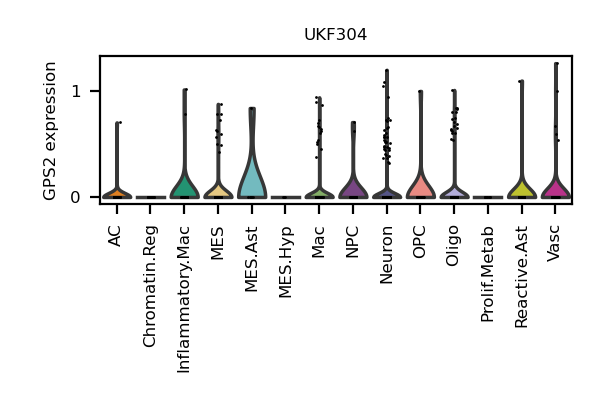 UKF304
GPS2 expression
1
0
AC
Chromatin.Reg
Inflammatory.Mac
MES
MES.Ast
MES.Hyp
Mac
NPC
Neuron
OPC
Oligo
Prolif.Metab
Reactive.Ast
Vasc